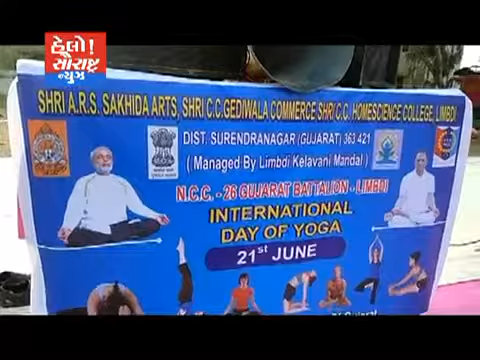 હેલો!
સૌરાષ્ટ્ર
ન્યુઝ
SHRI A.R.S. SAKHIDA ARTS, SHRI C.C.GEDIWALA COMMERCE SHRI C.C. HOMESCIENCE COLLEGE, LIMBDI
DIST. SURENDRANAGAR (GUJARAT) 363 421
( Managed By Limbdi Kelavani Mandal )
N.C.C. - 26 GUJARAT BATTALION - LIMBDI
INTERNATIONAL
DAY OF YOGA
21st JUNE